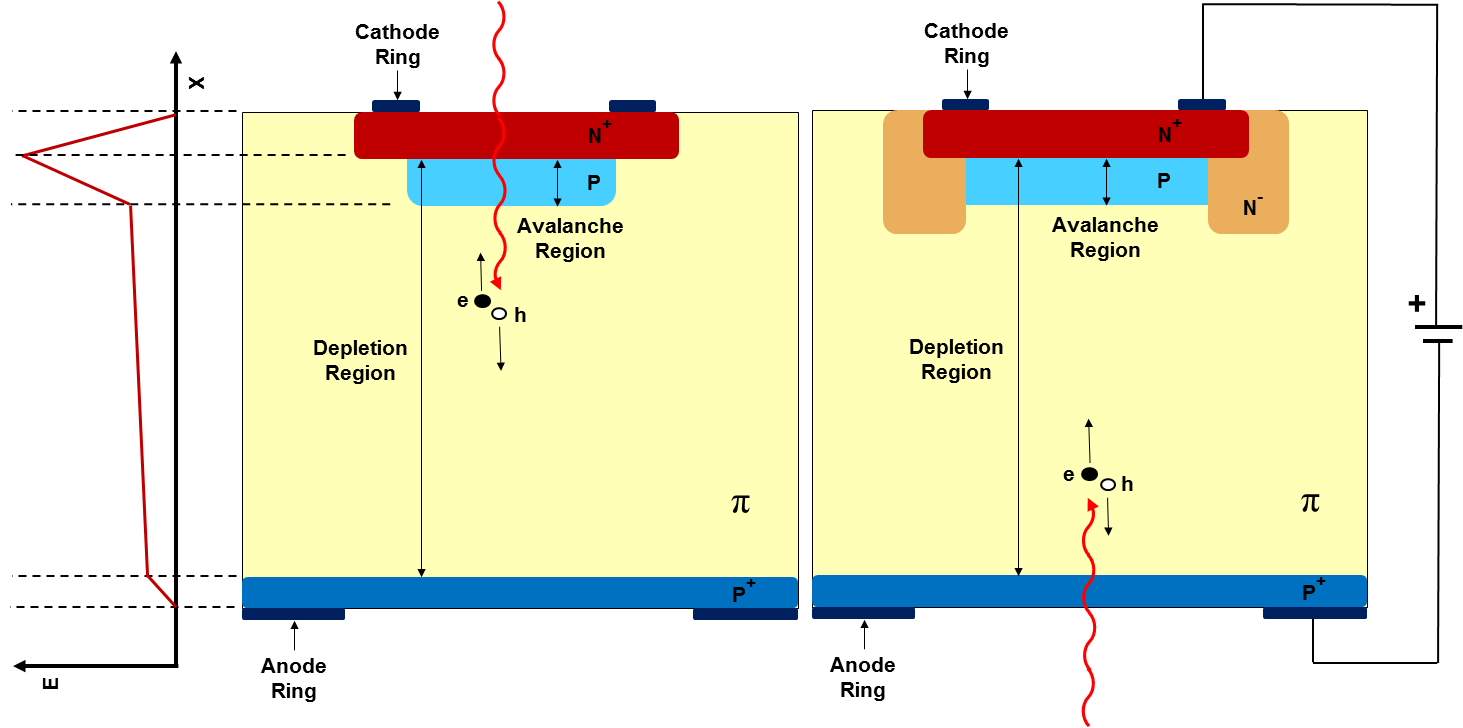 X
E
Cathode
Ring
N+
P
Avalanche
Region
e
h
Depletion
Region
π
P+
Anode
Ring
Cathode
Ring
N+
P
N-
Avalanche
Region
Depletion
Region
e
h
π
P+
Anode
Ring
+